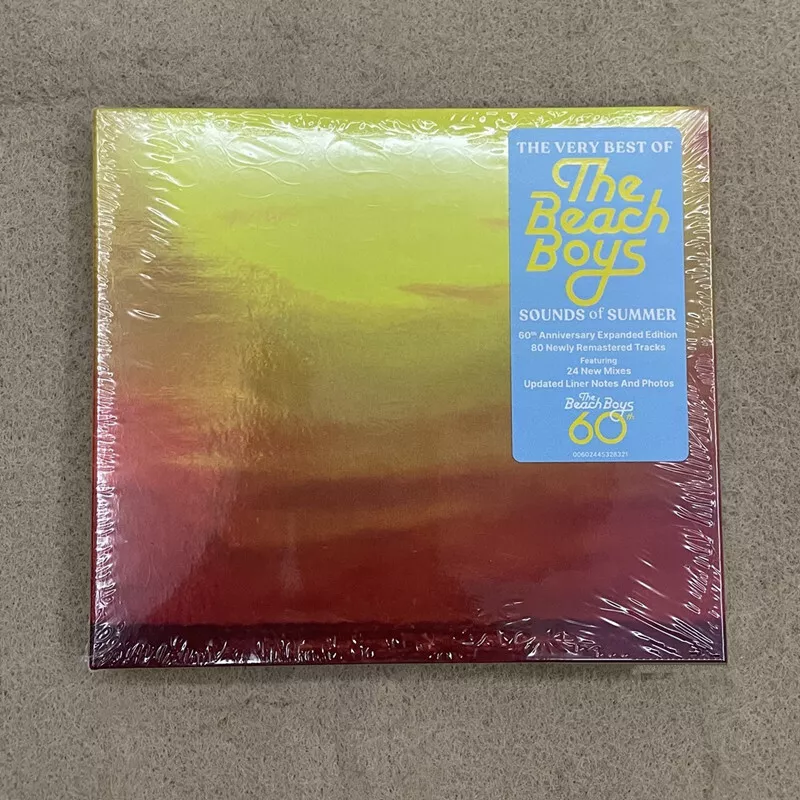 THE VERY BEST OF
The
Beach
Boys
SOUNDS of SUMMER
60th Anniversary Expanded Edition
80 Newly Remastered Tracks
Featuring
24 New Mixes
Updated Liner Notes And Photos
The
Beach Boys
60th
00602445328321